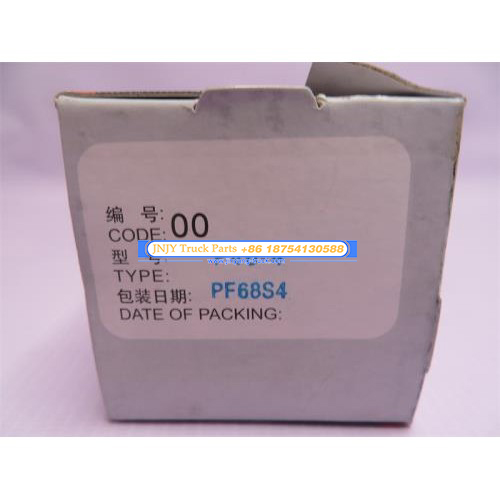 编 号:
CODE: 00
JNJY Truck Parts +86 18754130588
型 号:
TYPE:
包装日期: PF68S4
DATE OF PACKING: